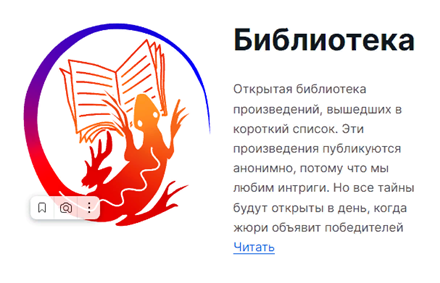 Библиотека
Открытая библиотека
произведений, вышедших в
короткий список. Эти
произведения публикуются
анонимно, потому что мы
любим интриги. Но все тайны
будут открыты в день, когда
жюри объявит победителей
Читать